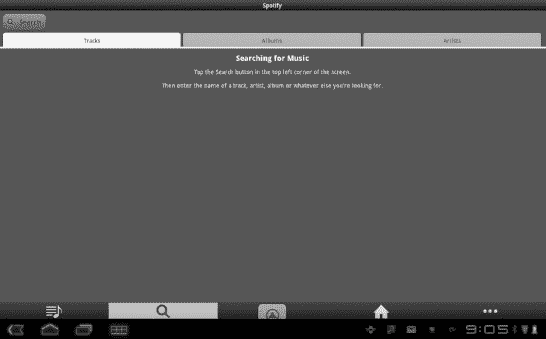 Spotify
Search
Tracks
Albums
Artists
Searching for Music
Tap the Search button in the top left corner of the screen.
Then enter the name of a track, artist, album or whatever else you're looking for.
9:05